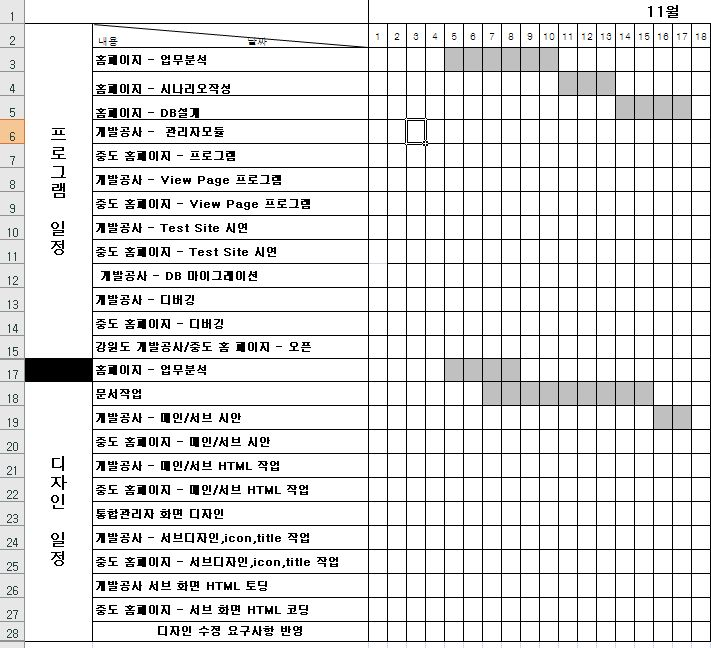 1 11월
2 내용 날짜 1 2 3 4 5 6 7 8 9 10 11 12 13 14 15 16 17 18
3 홈페이지 - 업무분석
4 홈페이지 - 시나리오작성
5 홈페이지 - DB설계
6 개발공사 - 관리자모듈
7 중도 홈페이지 - 프로그램
8 개발공사 - View Page 프로그램
9 중도 홈페이지 - View Page 프로그램
10 개발공사 - Test Site 시연
11 중도 홈페이지 - Test Site 시연
12 개발공사 - DB 마이그레이션
13 개발공사 - 디버깅
14 중도 홈페이지 - 디버깅
15 강원도 개발공사/중도 홈 페이지 - 오픈
프로그램 일정
17 홈페이지 - 업무분석
18 문서작업
19 개발공사 - 메인/서브 시안
20 중도 홈페이지 - 메인/서브 시안
21 개발공사 - 메인/서브 HTML 작업
22 중도 홈페이지 - 메인/서브 HTML 작업
23 통합관리자 화면 디자인
24 개발공사 - 서브디자인,icon,title 작업
25 중도 홈페이지 - 서브디자인,icon,title 작업
26 개발공사 서브 화면 HTML 토딩
27 중도 홈페이지 - 서브 화면 HTML 코딩
28 디자인 수정 요구사항 반영
디자인 일정